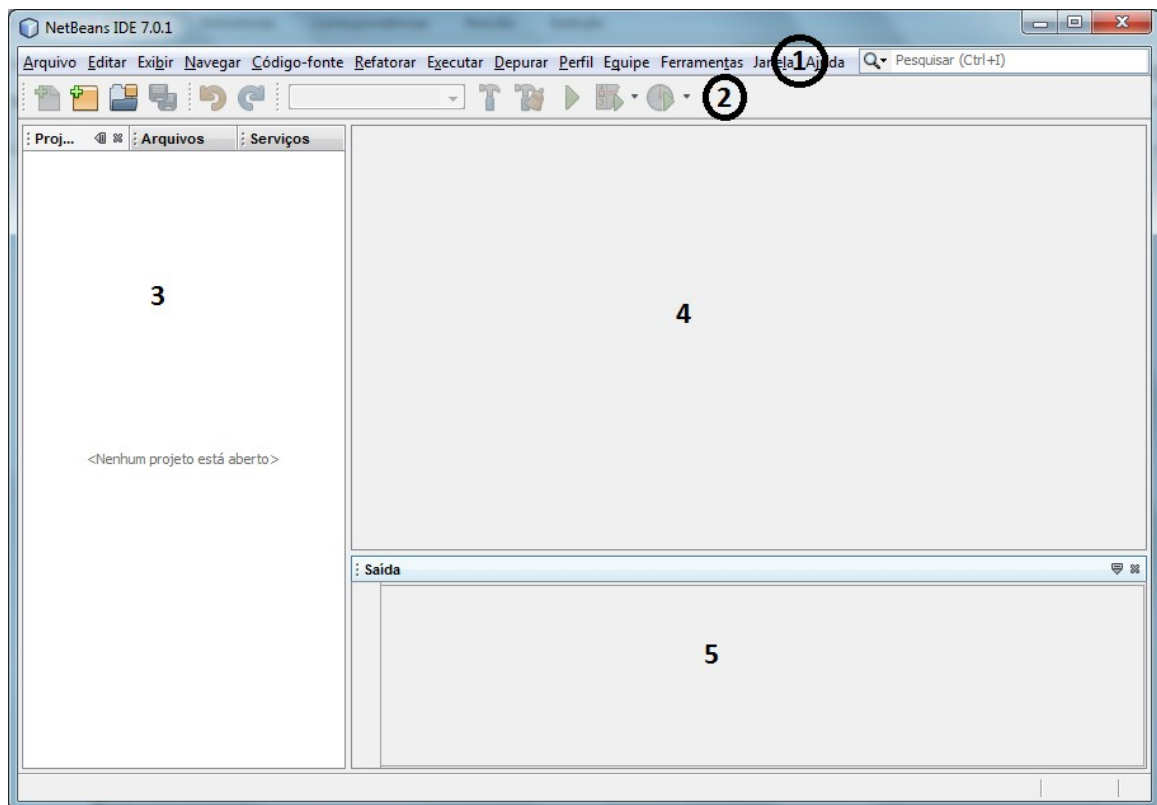 NetBeans IDE 7.0.1
Arquivo Editar Exibir Navegar Código-fonte Refatorar Executar Depurar Perfil Equipe Ferramentas Janela Ajuda Pesquisar (Ctrl+I)
1
2
Proj... Arquivos Serviços
3
4
<Nenhum projeto está aberto>
Saída
5